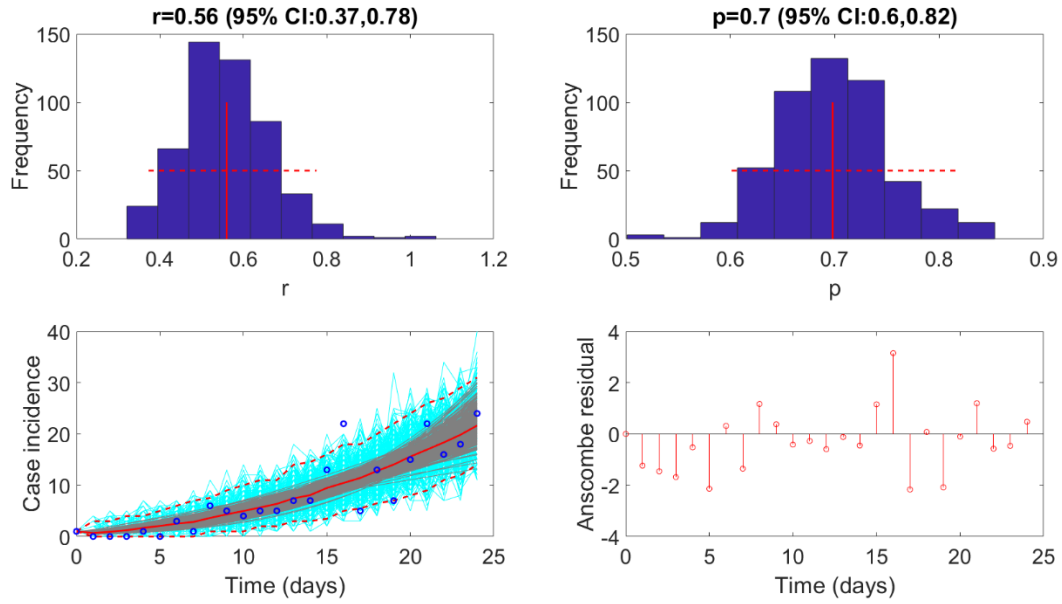 r=0.56 (95% CI:0.37,0.78)
150
100
50
0
Frequency
0.2 0.4 0.6 0.8 1 1.2
r
p=0.7 (95% CI:0.6,0.82)
150
100
50
0
Frequency
0.5 0.6 0.7 0.8 0.9
p
40
30
20
10
0
Case incidence
0 5 10 15 20 25
Time (days)
4
2
0
-2
-4
Anscombe residual
0 5 10 15 20 25
Time (days)